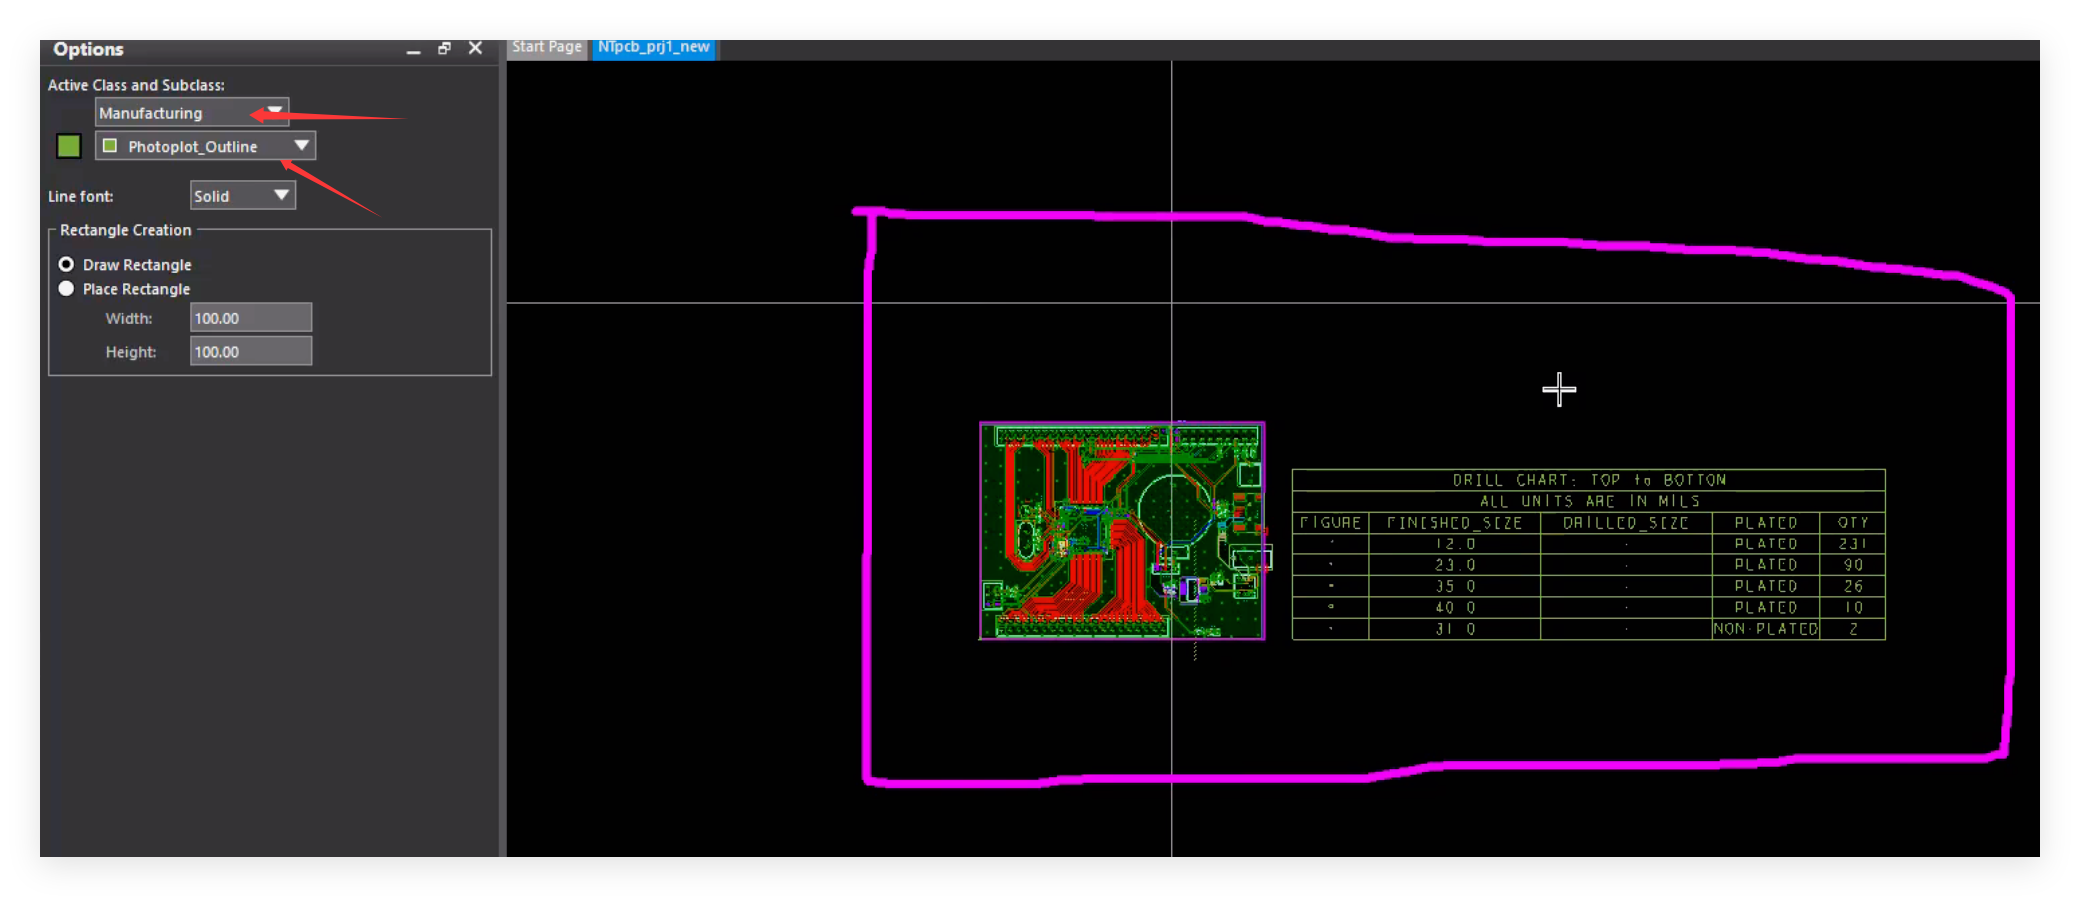 Options
Start Page
NTpcb_prj1_new
Active Class and Subclass:
Manufacturing
Photoplot_Outline
Line font:
Solid
Rectangle Creation
Draw Rectangle
Place Rectangle
Width:
100.00
Height:
100.00
DRILL CHART: TOP to BOTTOM
ALL UNITS ARE IN MILS
FIGURE FINISHED_SIZE DRILLED_SIZE PLATED QTY
12.0 PLATED 231
23.0 PLATED 90
35.0 PLATED 26
40.0 PLATED 10
31.0 NON-PLATED 2